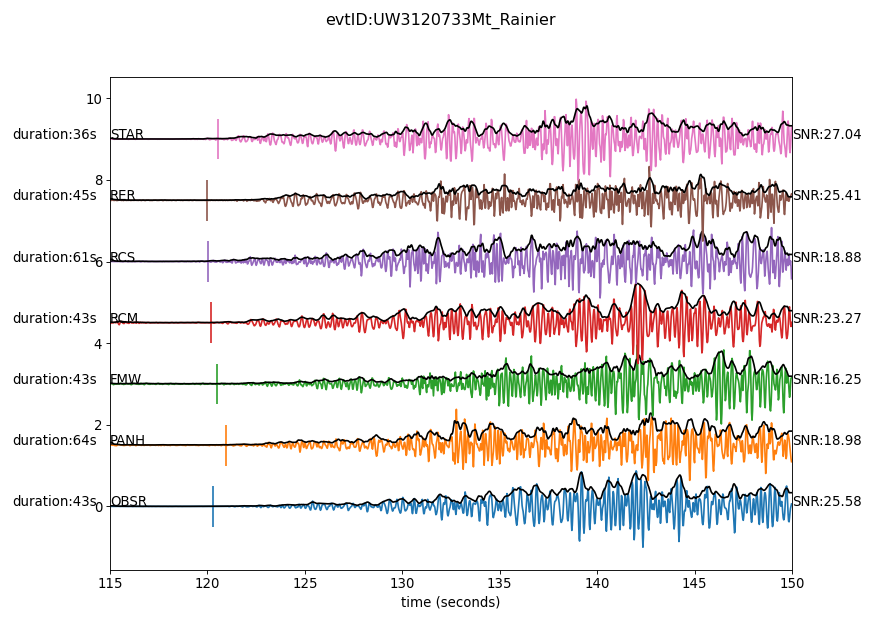 evtID:UW3120733Mt_Rainier
10
duration:36s STAR SNR:27.04
8
duration:45s RER SNR:25.41
duration:61s RCS SNR:18.88
6
duration:43s RCM SNR:23.27
4
duration:43s FMW SNR:16.25
2
duration:64s PANH SNR:18.98
duration:43s OBSR SNR:25.58
0
115 120 125 130 135 140 145 150
time (seconds)